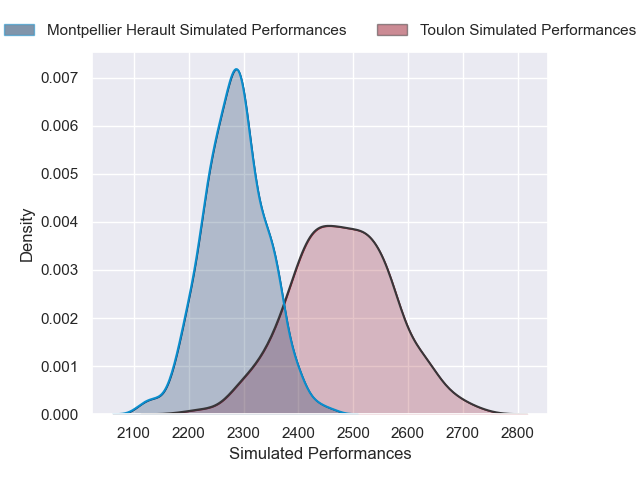 Montpellier Herault Simulated Performances
Toulon Simulated Performances
0.007
0.006
0.005
0.004
0.003
0.002
0.001
0.000
Density
2100 2200 2300 2400 2500 2600 2700 2800
Simulated Performances